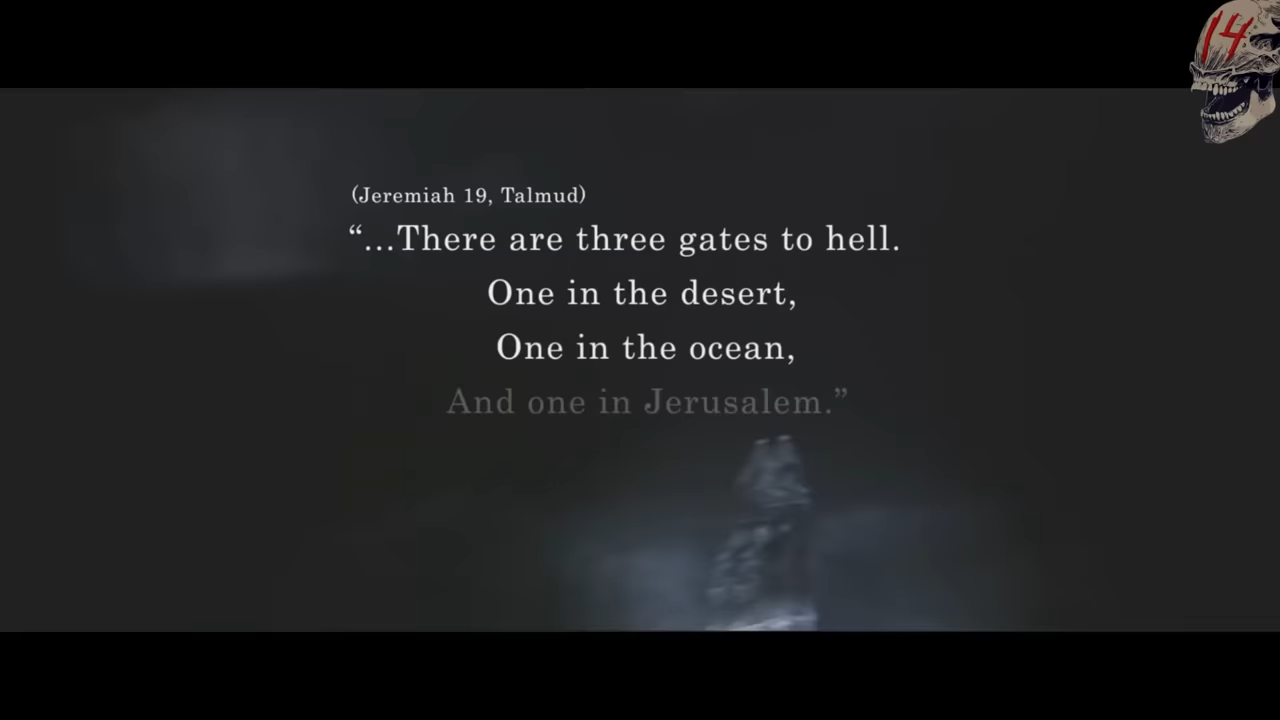 14
(Jeremiah 19, Talmud)
“...There are three gates to hell.
One in the desert,
One in the ocean,
And one in Jerusalem.”